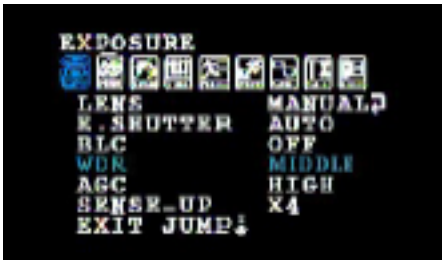 EXPOSURE
LENS MANUAL
E.SHUTTER AUTO
BLC OFF
WDR MIDDLE
AGC HIGH
SENSE-UP X4
EXIT JUMP